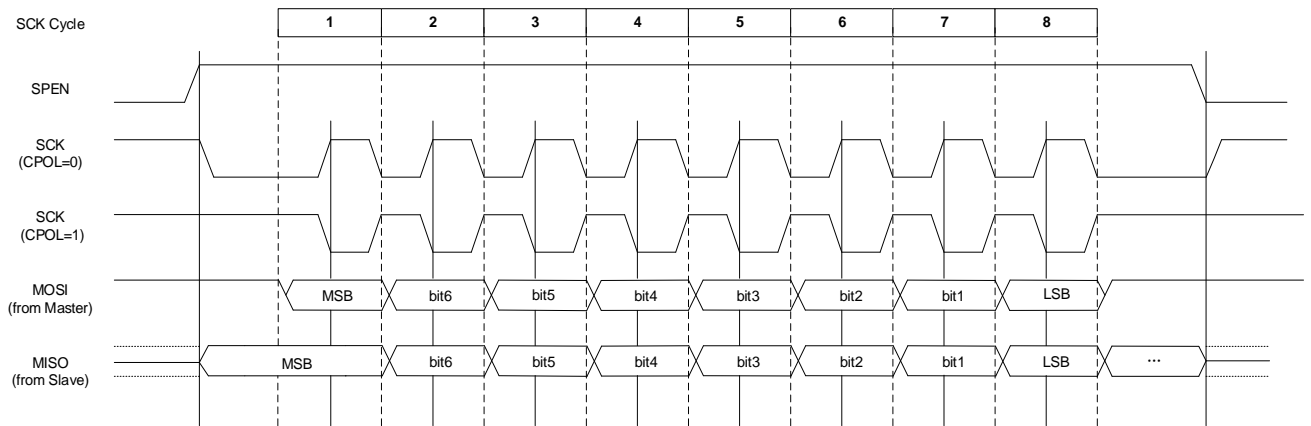 SCK Cycle 1 2 3 4 5 6 7 8
SPEN
SCK
(CPOL=0)
SCK
(CPOL=1)
MOSI
(from Master)
MSB bit6 bit5 bit4 bit3 bit2 bit1 LSB
MISO
(from Slave)
MSB bit6 bit5 bit4 bit3 bit2 bit1 LSB ...